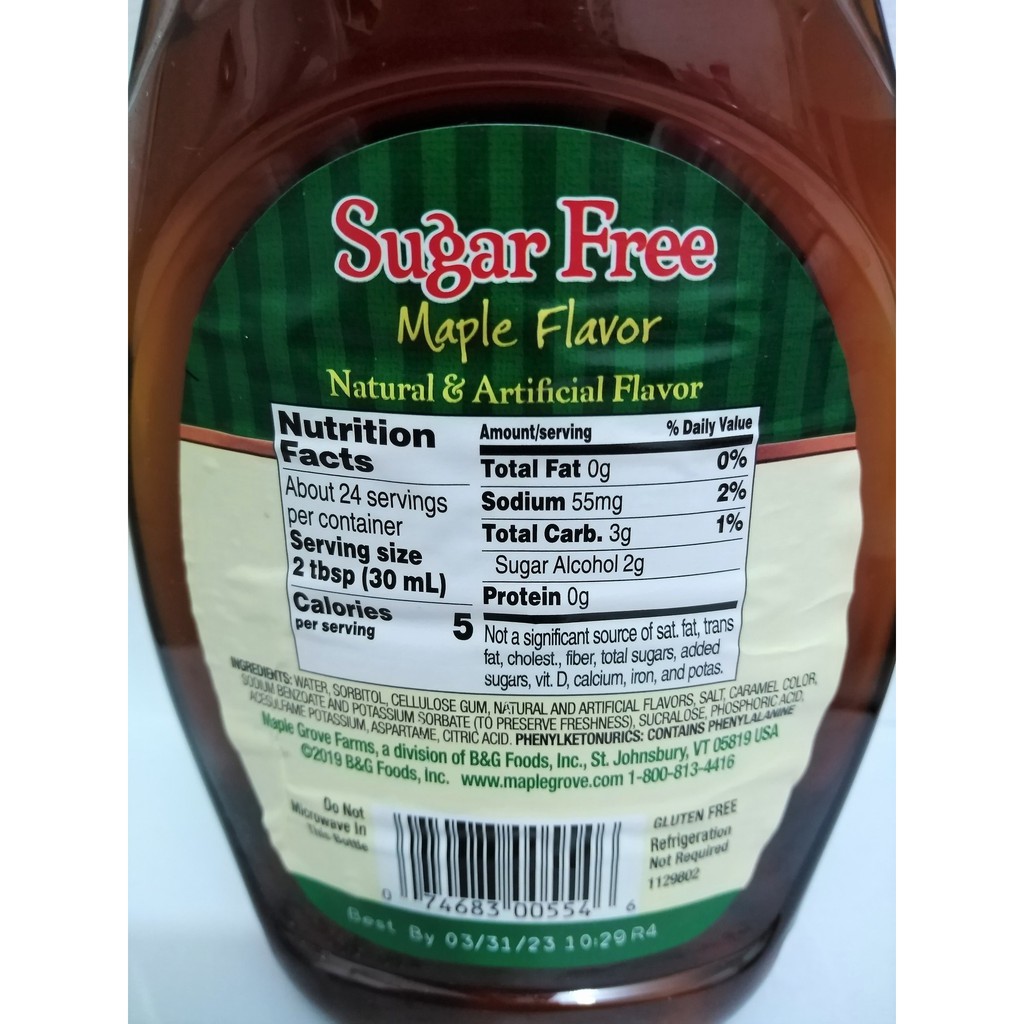 Sugar Free
Maple Flavor
Natural & Artificial Flavor
Nutrition
Facts
About 24 servings
per container
Serving size
2 tbsp (30 mL)
Calories
per serving
5
Amount/serving % Daily Value
Total Fat 0g 0%
Sodium 55mg 2%
Total Carb. 3g 1%
Sugar Alcohol 2g
Protein 0g
Not a significant source of sat. fat, trans
fat, cholest., fiber, total sugars, added
sugars, vit. D, calcium, iron, and potas.
INGREDIENTS: WATER, SORBITOL, CELLULOSE GUM, NATURAL AND ARTIFICIAL FLAVORS, SALT, CARAMEL COLOR,
SODIUM BENZOATE AND POTASSIUM SORBATE (TO PRESERVE FRESHNESS), SUCRALOSE, PHOSPHORIC ACID,
ACESULFAME POTASSIUM, ASPARTAME, CITRIC ACID. PHENYLKETONURICS: CONTAINS PHENYLALANINE
Maple Grove Farms, a division of B&G Foods, Inc., St. Johnsbury, VT 05819 USA
©2019 B&G Foods, Inc. www.maplegrove.com 1-800-813-4416
Do Not
Microwave In
This Bottle
GLUTEN FREE
Refrigeration
Not Required
1129802
0 74683 00554 6
Best By 03/31/23 10:29 R4